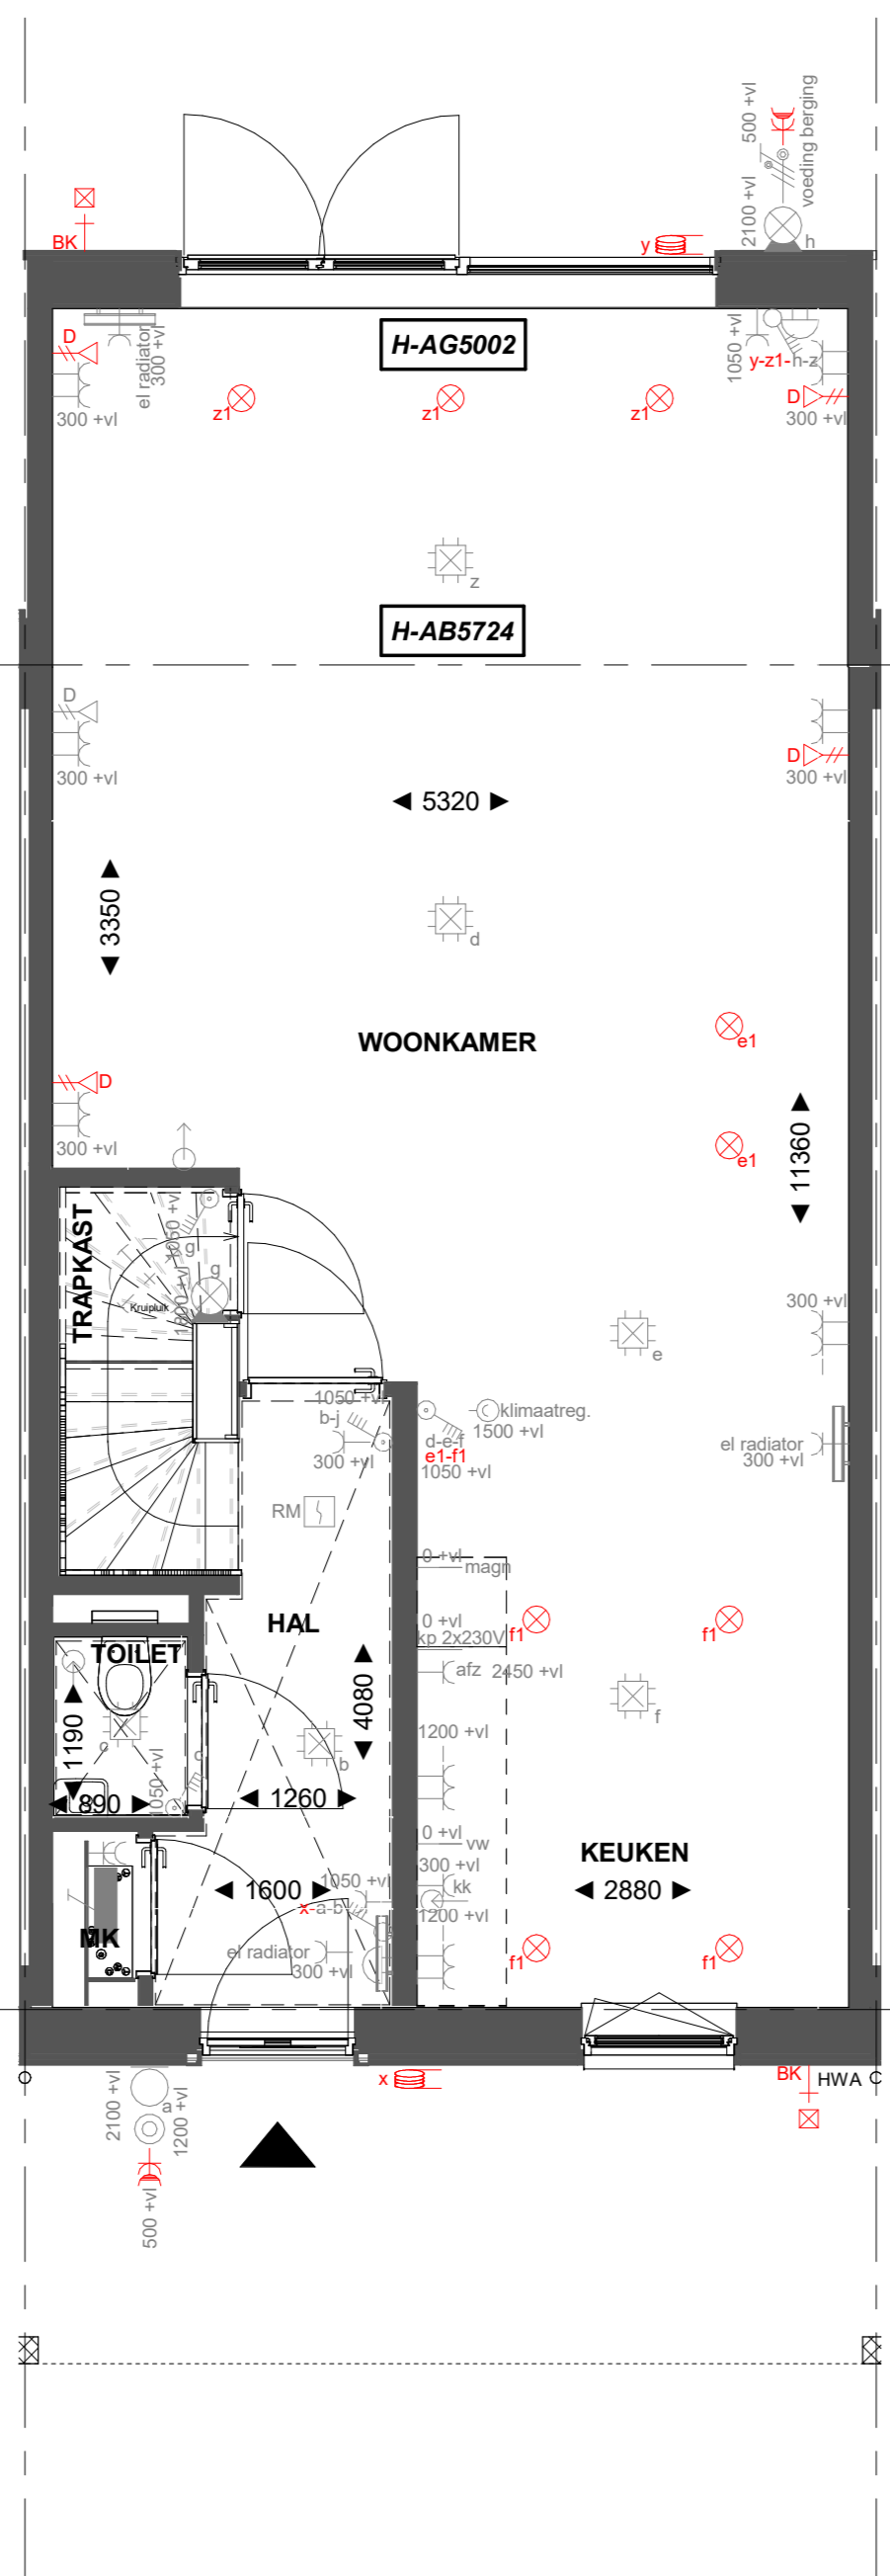 500 +vl
voeding berging
2100 +vl
h
BK
y
D
el radiator
300 +vl
300 +vl
H-AG5002
1050 +vl
y-z1-h-z
D
300 +vl
z1
z1
z1
z
H-AB5724
D
300 +vl
D
300 +vl
5320
3350
d
WOONKAMER
e1
D
300 +vl
e1
11360
TRAPKAST
1050 +vl
g
g
Kruipluik
300 +vl
e
1050 +vl
b-j
300 +vl
klimaatreg.
1500 +vl
d-e-f
e1-f1
1050 +vl
el radiator
300 +vl
RM
0 +vl
magn
HAL
0 +vl
kp 2x230V
f1
f1
TOILET
afz
2450 +vl
4080
f
1190
c
b
1200 +vl
c
1050 +vl
890
1260
0 +vl
vw
KEUKEN
300 +vl
kk
1600
1050 +vl
x-a-b
2880
1200 +vl
MK
el radiator
300 +vl
f1
f1
2100 +vl
a
1200 +vl
x
BK
HWA
500 +vl